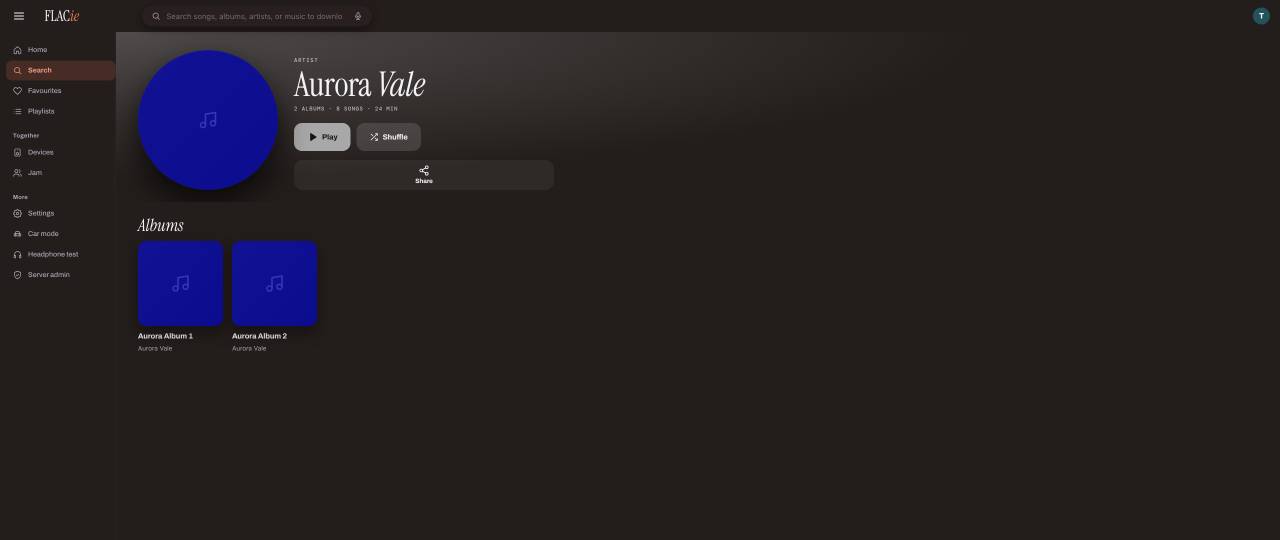 FLACie
Search songs, albums, artists, or music to downlo
T
Home
Search
Favourites
Playlists
Together
Devices
Jam
More
Settings
Car mode
Headphone test
Server admin
ARTIST
Aurora Vale
2 ALBUMS · 8 SONGS · 24 MIN
Play
Shuffle
Share
Albums
Aurora Album 1
Aurora Vale
Aurora Album 2
Aurora Vale